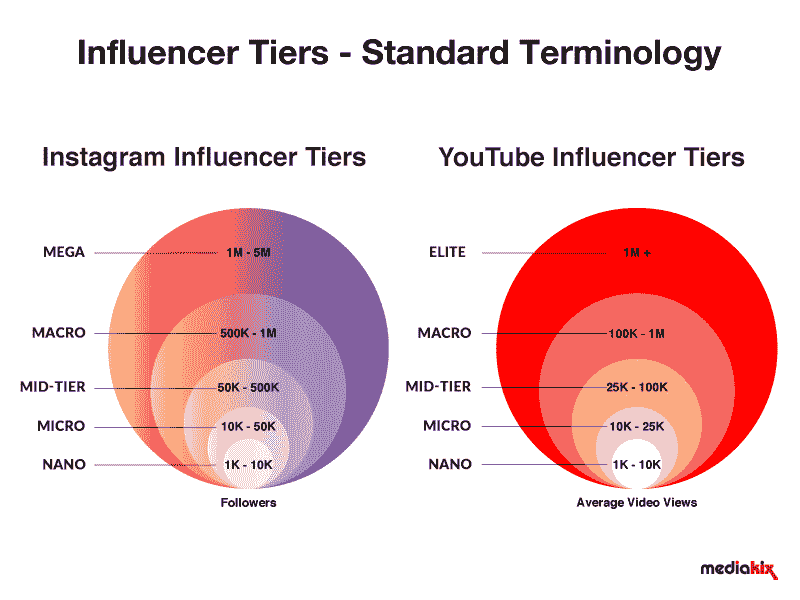 Influencer Tiers - Standard Terminology
Instagram Influencer Tiers
MEGA 1M - 5M
MACRO 500K - 1M
MID-TIER 50K - 500K
MICRO 10K - 50K
NANO 1K - 10K
Followers
YouTube Influencer Tiers
ELITE 1M +
MACRO 100K - 1M
MID-TIER 25K - 100K
MICRO 10K - 25K
NANO 1K - 10K
Average Video Views
mediakix